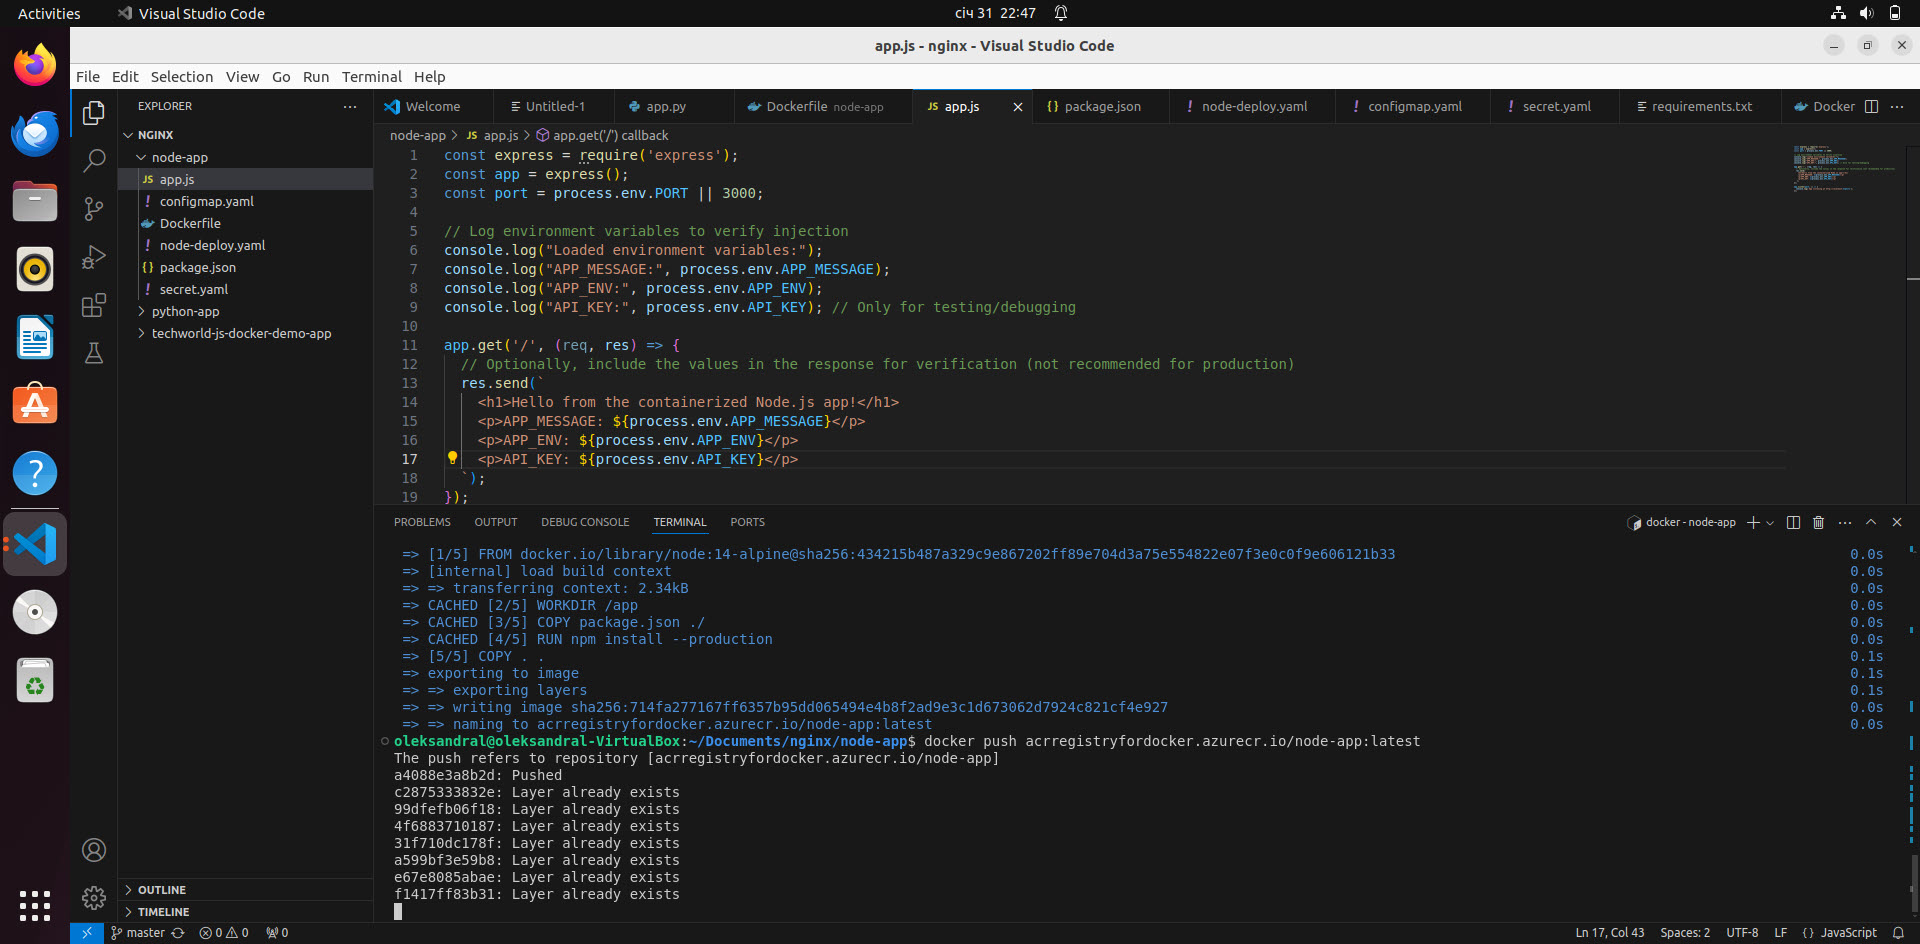 Activities
Visual Studio Code
січ 31 22:47
app.js - nginx - Visual Studio Code
File Edit Selection View Go Run Terminal Help
EXPLORER
NGINX
node-app
JS app.js
! configmap.yaml
Dockerfile
! node-deploy.yaml
{} package.json
! secret.yaml
python-app
techworld-js-docker-demo-app
OUTLINE
TIMELINE
Welcome
Untitled-1
app.py
Dockerfile node-app
JS app.js
{} package.json
! node-deploy.yaml
! configmap.yaml
! secret.yaml
requirements.txt
Docker
node-app > JS app.js > app.get('/') callback
1 const express = require('express');
2 const app = express();
3 const port = process.env.PORT || 3000;
4
5 // Log environment variables to verify injection
6 console.log("Loaded environment variables:");
7 console.log("APP_MESSAGE:", process.env.APP_MESSAGE);
8 console.log("APP_ENV:", process.env.APP_ENV);
9 console.log("API_KEY:", process.env.API_KEY); // Only for testing/debugging
10
11 app.get('/', (req, res) => {
12 // Optionally, include the values in the response for verification (not recommended for production)
13 res.send(`
14 <h1>Hello from the containerized Node.js app!</h1>
15 <p>APP_MESSAGE: ${process.env.APP_MESSAGE}</p>
16 <p>APP_ENV: ${process.env.APP_ENV}</p>
17 <p>API_KEY: ${process.env.API_KEY}</p>
18 `);
19 });
PROBLEMS OUTPUT DEBUG CONSOLE TERMINAL PORTS
docker - node-app
=> [1/5] FROM docker.io/library/node:14-alpine@sha256:434215b487a329c9e867202ff89e704d3a75e554822e07f3e0c0f9e606121b33 0.0s
=> [internal] load build context 0.0s
=> => transferring context: 2.34kB 0.0s
=> CACHED [2/5] WORKDIR /app 0.0s
=> CACHED [3/5] COPY package.json ./ 0.0s
=> CACHED [4/5] RUN npm install --production 0.0s
=> [5/5] COPY . . 0.1s
=> exporting to image 0.1s
=> => exporting layers 0.1s
=> => writing image sha256:714fa277167ff6357b95dd065494e4b8f2ad9e3c1d673062d7924c821cf4e927 0.0s
=> => naming to acrregistryfordocker.azurecr.io/node-app:latest 0.0s
oleksandral@oleksandral-VirtualBox:~/Documents/nginx/node-app$ docker push acrregistryfordocker.azurecr.io/node-app:latest
The push refers to repository [acrregistryfordocker.azurecr.io/node-app]
a4088e3a8b2d: Pushed
c2875333832e: Layer already exists
99dfefb06f18: Layer already exists
4f6883710187: Layer already exists
31f710dc178f: Layer already exists
a599bf3e59b8: Layer already exists
e67e8085abae: Layer already exists
f1417ff83b31: Layer already exists
master
0 0
0
Ln 17, Col 43
Spaces: 2
UTF-8
LF
{} JavaScript